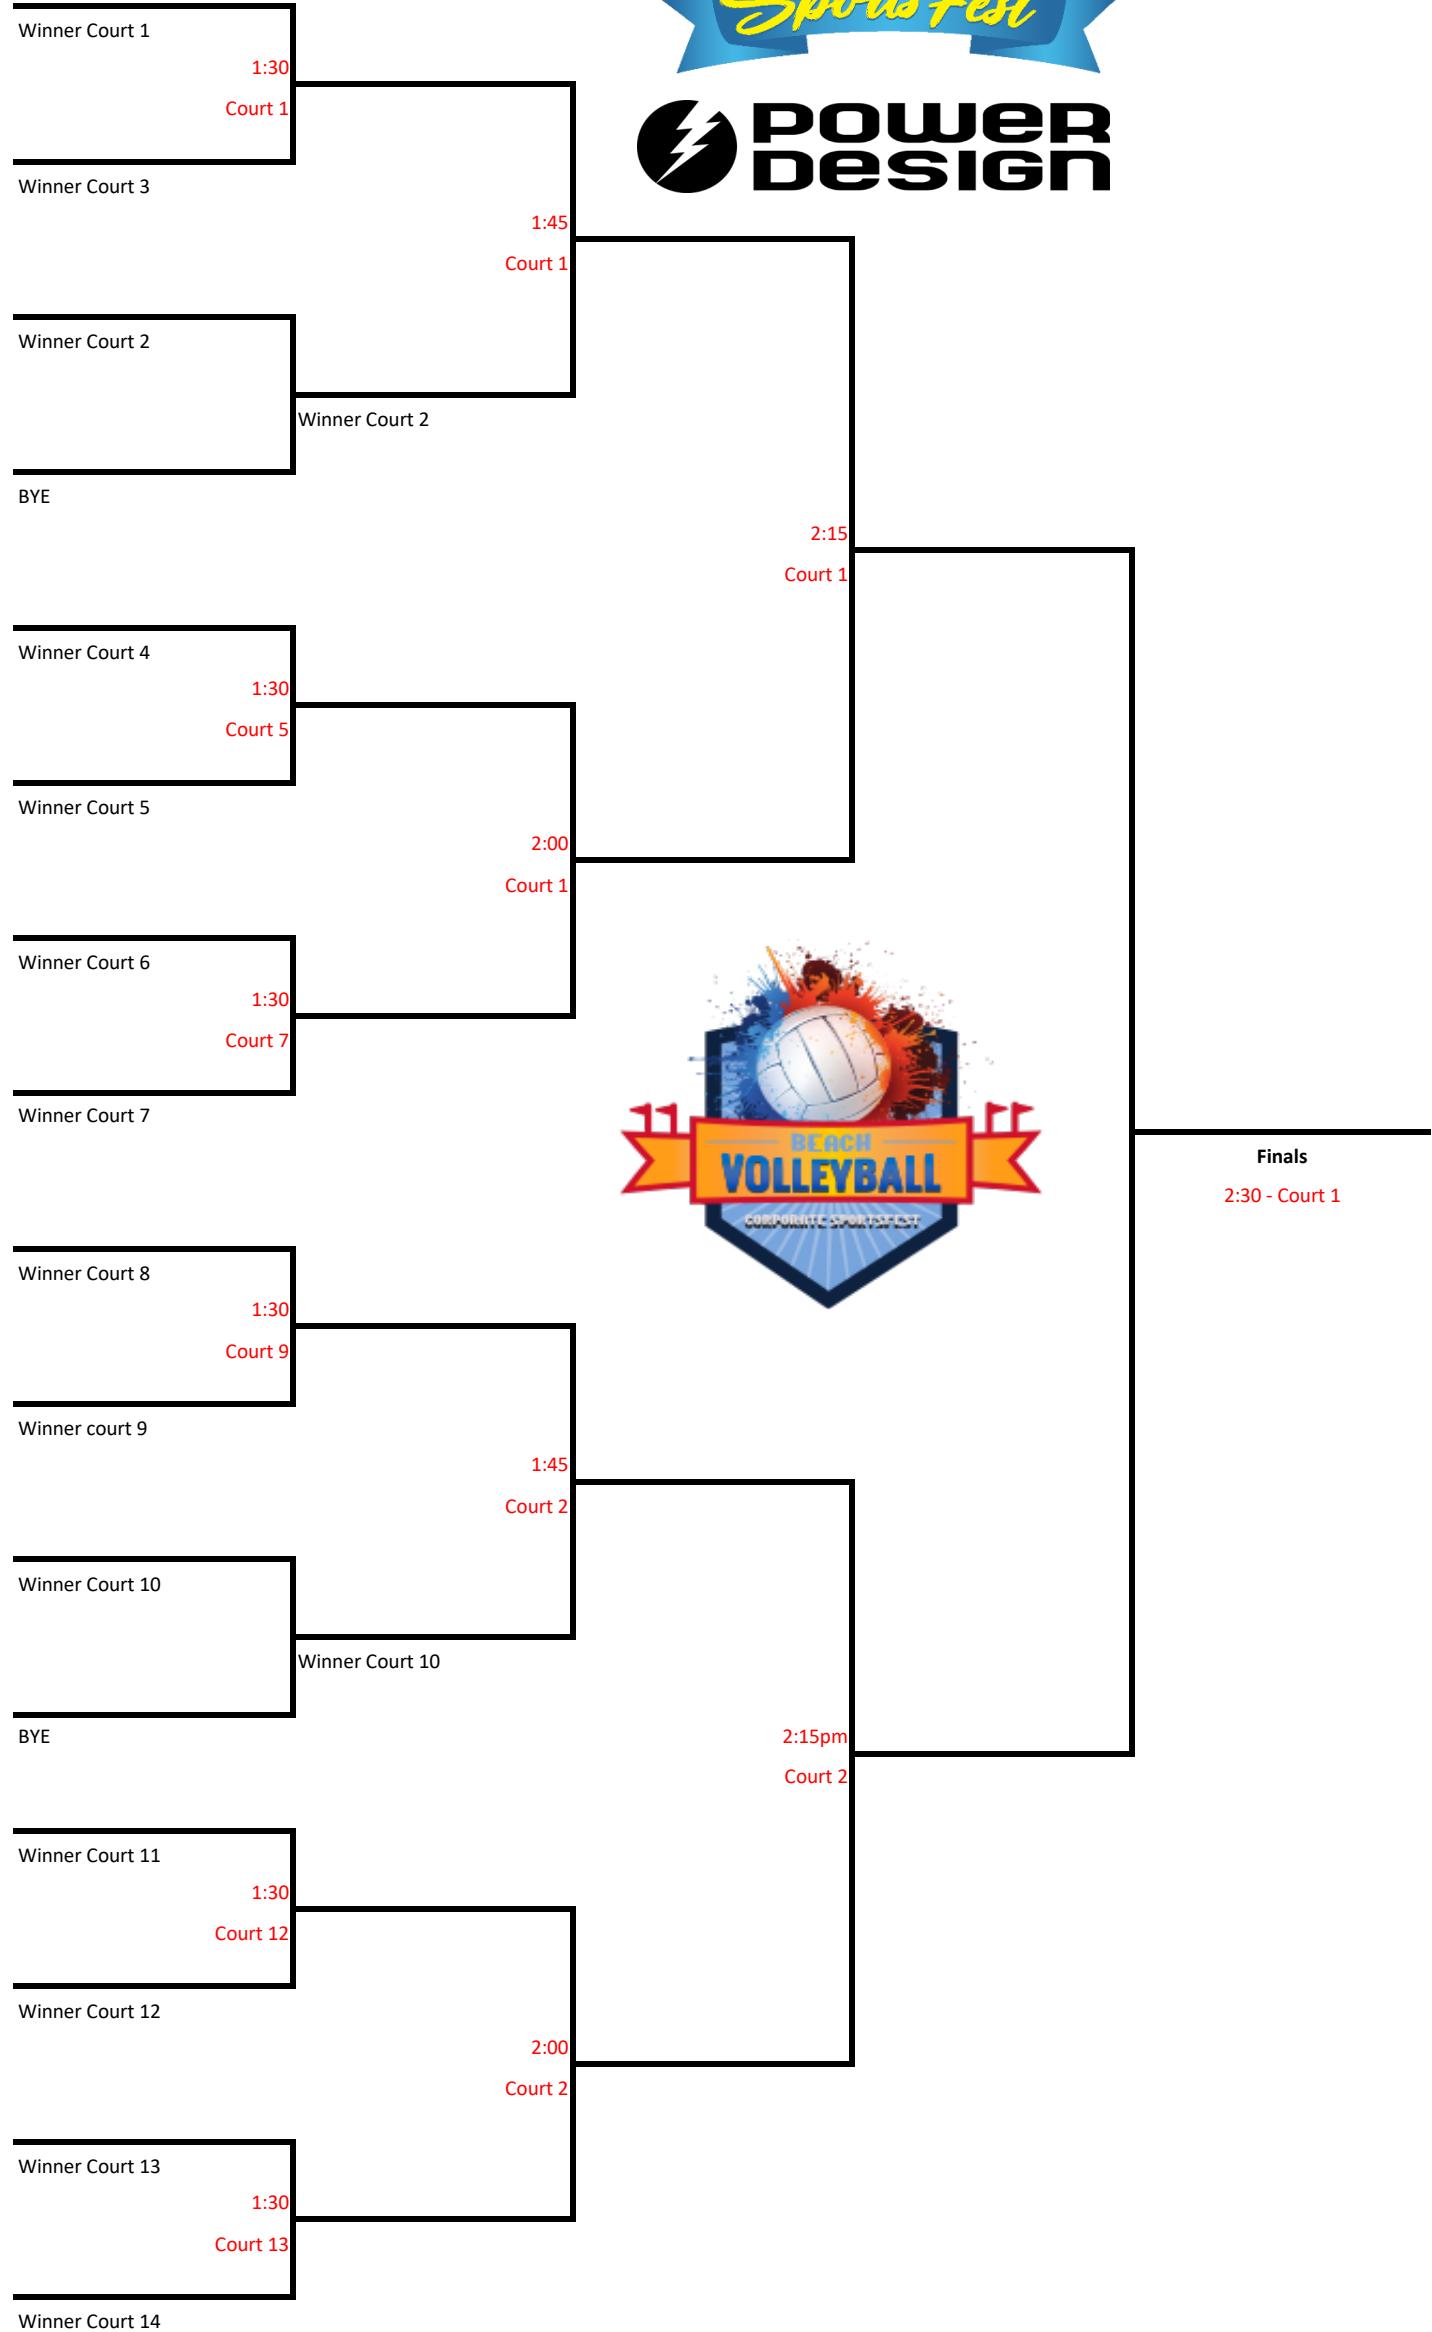 SportsFest
Winner Court 1
1:30
Court 1
Winner Court 3
POWER
DESIGN
1:45
Court 1
Winner Court 2
Winner Court 2
BYE
2:15
Court 1
Winner Court 4
1:30
Court 5
Winner Court 5
2:00
Court 1
Winner Court 6
1:30
Court 7
Winner Court 7
BEACH
VOLLEYBALL
CORPORATE SPORTSFEST
Finals
2:30 - Court 1
Winner Court 8
1:30
Court 9
Winner court 9
1:45
Court 2
Winner Court 10
Winner Court 10
BYE
2:15pm
Court 2
Winner Court 11
1:30
Court 12
Winner Court 12
2:00
Court 2
Winner Court 13
1:30
Court 13
Winner Court 14